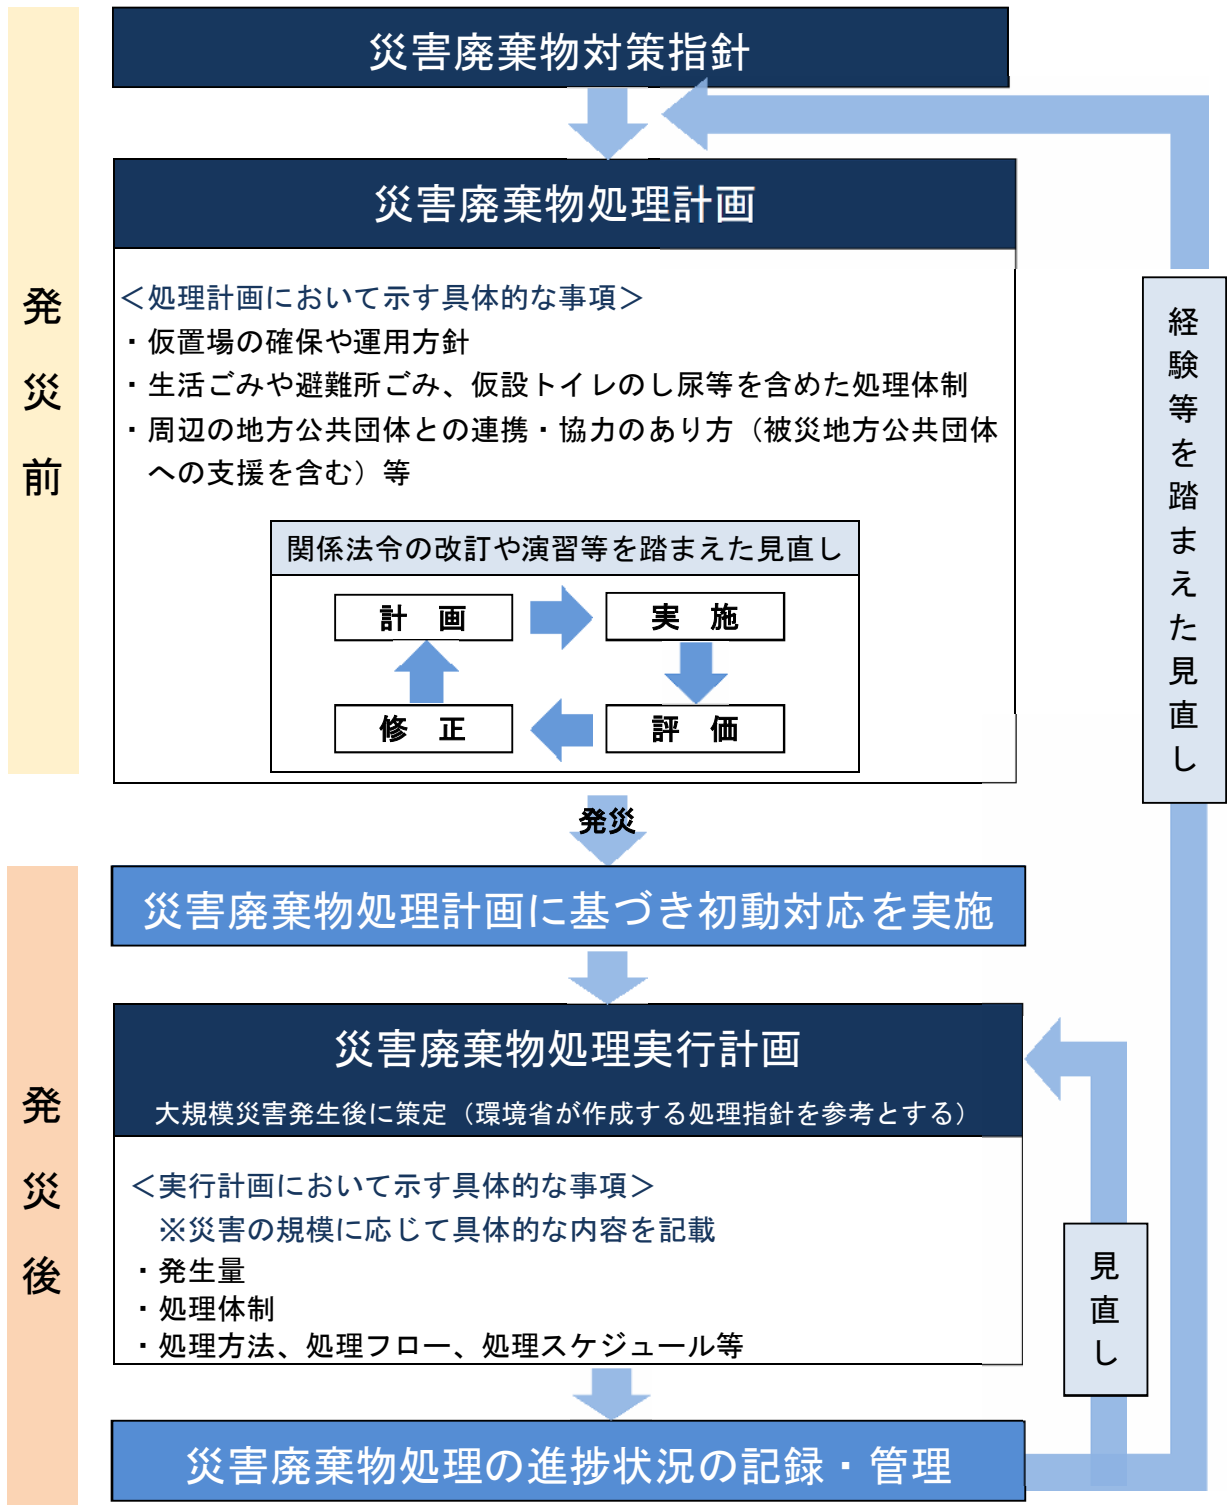 災害廃棄物対策指針
発災前
災害廃棄物処理計画
＜処理計画において示す具体的な事項＞
・仮置場の確保や運用方針
・生活ごみや避難所ごみ、仮設トイレのし尿等を含めた処理体制
・周辺の地方公共団体との連携・協力のあり方（被災地方公共団体
への支援を含む）等
関係法令の改訂や演習等を踏まえた見直し
計　画
実　施
修　正
評　価
経験等を踏まえた見直し
発災
発災後
災害廃棄物処理計画に基づき初動対応を実施
災害廃棄物処理実行計画
大規模災害発生後に策定（環境省が作成する処理指針を参考とする）
＜実行計画において示す具体的な事項＞
※災害の規模に応じて具体的な内容を記載
・発生量
・処理体制
・処理方法、処理フロー、処理スケジュール等
見直し
災害廃棄物処理の進捗状況の記録・管理